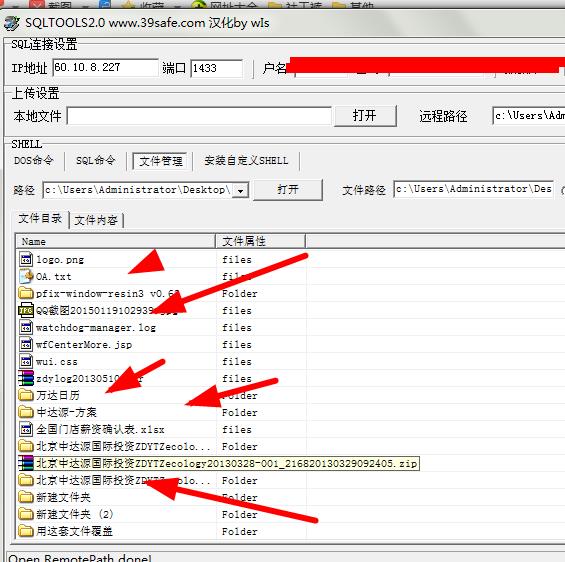 SQLTOOLS2.0 www.39safe.com 汉化by wIs
SQL连接设置
IP地址 60.10.8.227 端口 1433 户名
上传设置
本地文件 打开 远程路径 c:\Users\Adm
SHELL
DOS命令 SQL命令 文件管理 安装自定义SHELL
路径 c:\Users\Administrator\Desktop\ 打开 文件路径 c:\Users\Administrator\Des
文件目录 文件内容
Name 文件属性
logo.png files
OA.txt files
pfix-window-resin3 v0.6 Folder
QQ截图2015011910293 files
watchdog-manager.log files
wfCenterMore.jsp files
wui.css files
zdylog20130510 files
万达日历 Folder
中达源-方案 Folder
全国门店薪资确认表.xlsx files
北京中达源国际投资ZDYTZecolo... Folder
北京中达源国际投资ZDYTZecology20130328-001_216820130329092405.zip
北京中达源国际投资ZDYTZecolo... Folder
新建文件夹 Folder
新建文件夹 (2) Folder
用这套文件覆盖 Folder
Open RemotePath done!